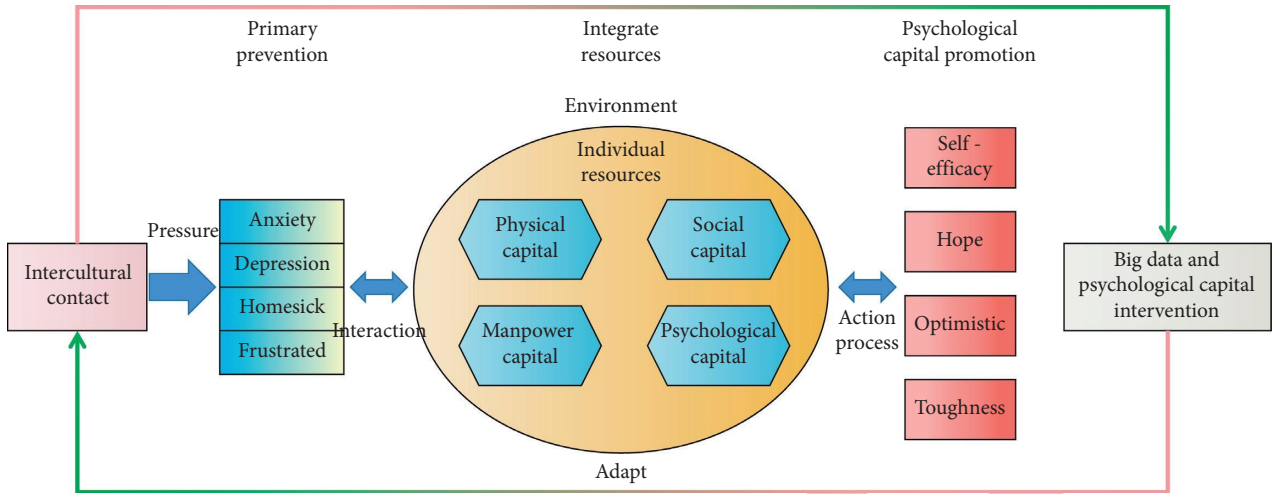 Primary
prevention
Integrate
resources
Psychological
capital promotion
Environment
Individual
resources
Physical
capital
Social
capital
Manpower
capital
Psychological
capital
Adapt
Intercultural
contact
Pressure
Anxiety
Depression
Homesick
Frustrated
Interaction
Action
process
Self -
efficacy
Hope
Optimistic
Toughness
Big data and
psychological capital
intervention